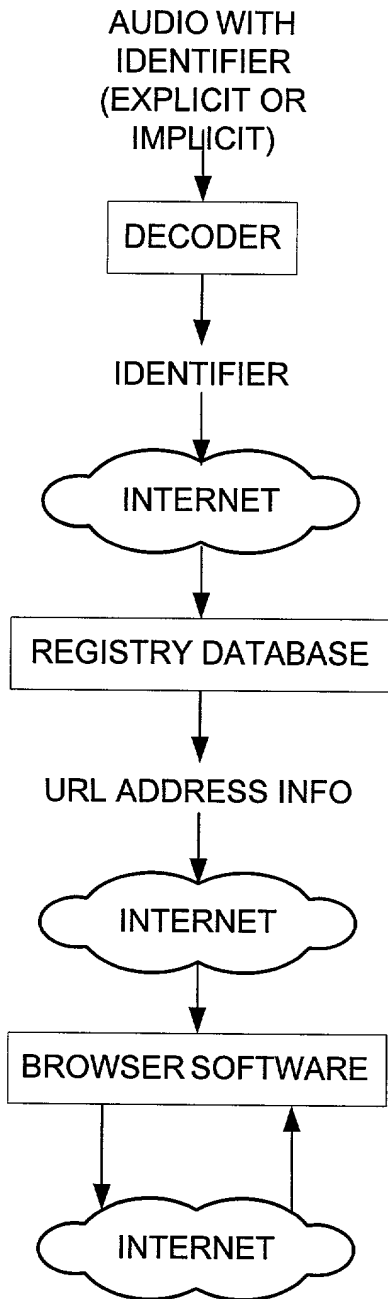 AUDIO WITH
IDENTIFIER
(EXPLICIT OR
IMPLICIT)
DECODER
IDENTIFIER
INTERNET
REGISTRY DATABASE
URL ADDRESS INFO
INTERNET
BROWSER SOFTWARE
INTERNET